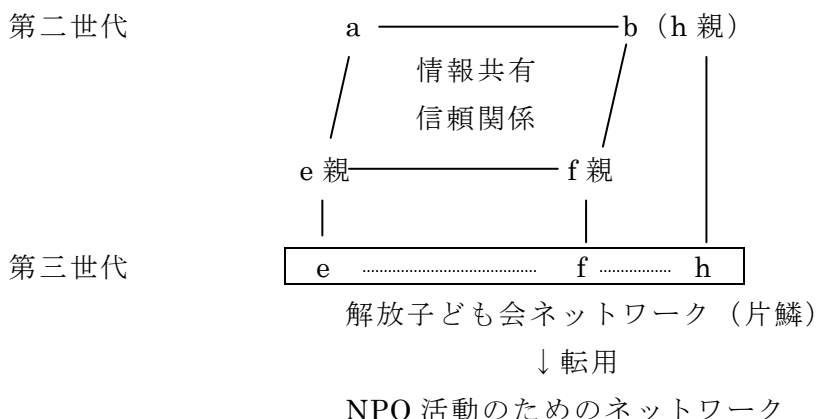 第二世代 a b（h 親）
情報共有
信頼関係
e 親 f 親
第三世代 e f h
解放子ども会ネットワーク（片鱗）
↓転用
NPO 活動のためのネットワーク